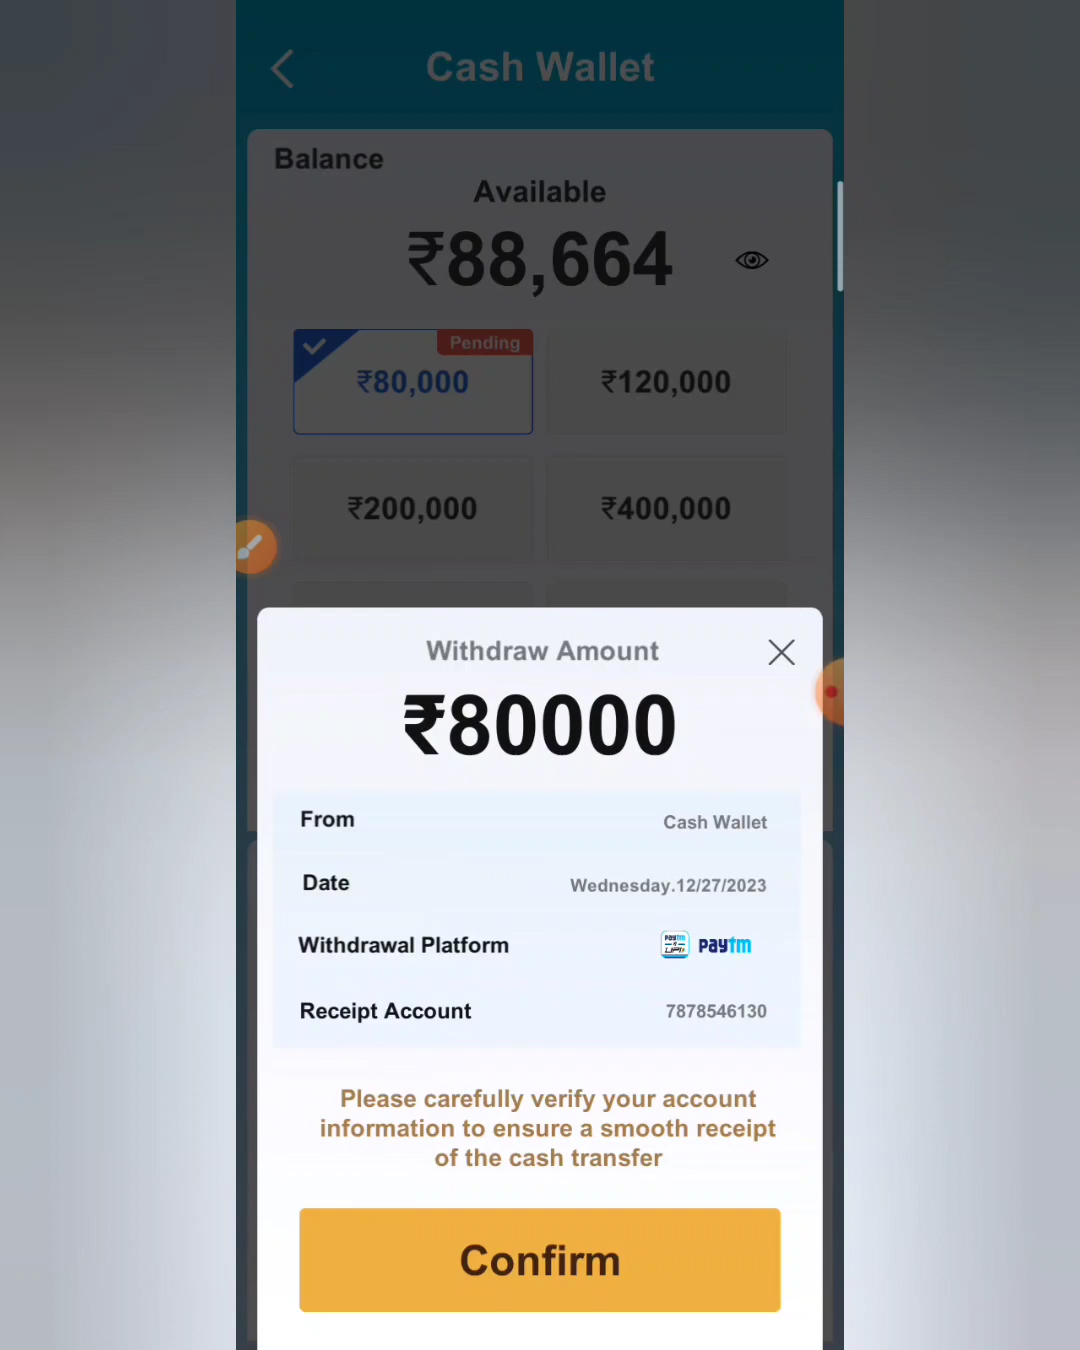 Cash Wallet
Balance
Available
₹88,664
Pending
₹80,000
₹120,000
₹200,000
₹400,000
Withdraw Amount
₹80000
From
Cash Wallet
Date
Wednesday.12/27/2023
Withdrawal Platform
paytm
UPI
paytm
Receipt Account
7878546130
Please carefully verify your account
information to ensure a smooth receipt
of the cash transfer
Confirm